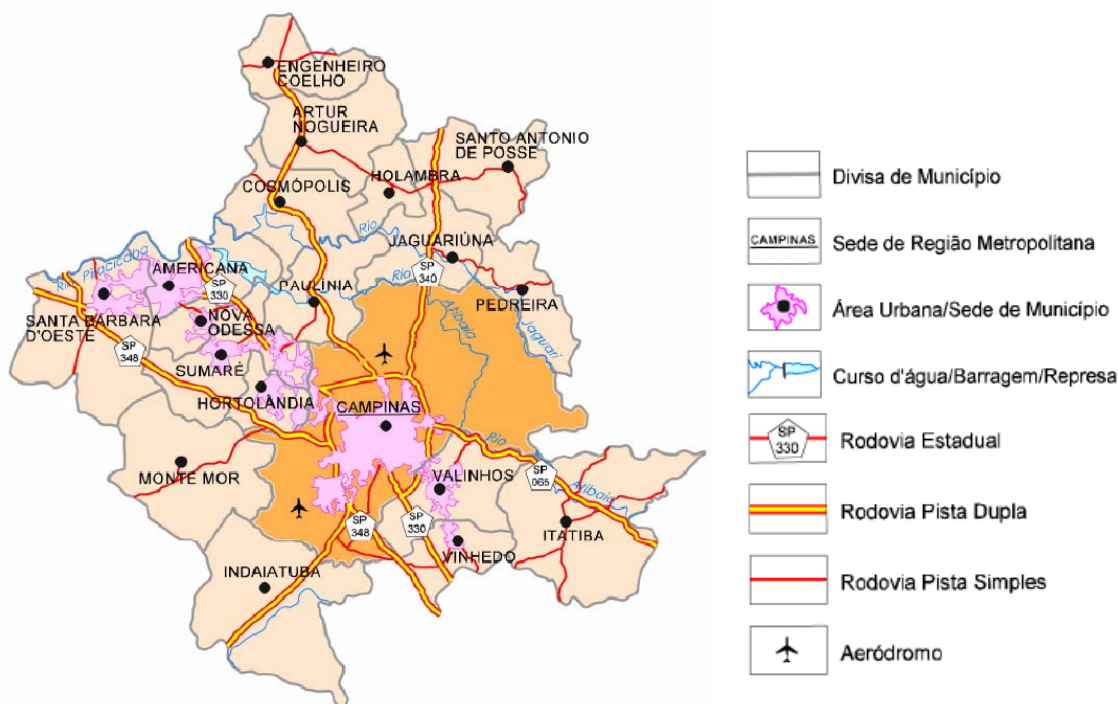 ENGENHEIRO
COELHO
ARTUR
NOGUEIRA
SANTO ANTONIO
DE POSSE
HOLAMBRA
COSMÓPOLIS
Rio
JAGUARIÚNA
Rio
SP
340
Rio Piracicaba
AMERICANA
SP
330
PAULÍNIA
PEDREIRA
Atibaia
Jaguari
SANTA BÁRBARA
D'OESTE
NOVA
ODESSA
SP
348
SUMARÉ
HORTOLÂNDIA
CAMPINAS
Rio
MONTE MOR
VALINHOS
SP
065
Atibaia
SP
348
SP
330
ITATIBA
VINHEDO
INDAIATUBA
Divisa de Município
CAMPINAS
Sede de Região Metropolitana
Área Urbana/Sede de Município
Curso d'água/Barragem/Represa
SP
330
Rodovia Estadual
Rodovia Pista Dupla
Rodovia Pista Simples
Aeródromo